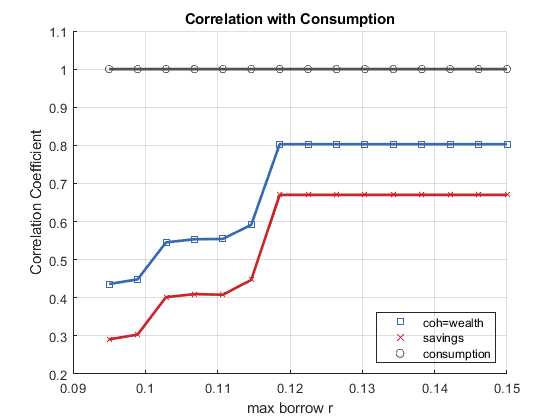 Correlation with Consumption
1.1
1
0.9
0.8
0.7
0.6
0.5
0.4
0.3
0.2
Correlation Coefficient
coh=wealth
savings
consumption
0.09 0.1 0.11 0.12 0.13 0.14 0.15
max borrow r